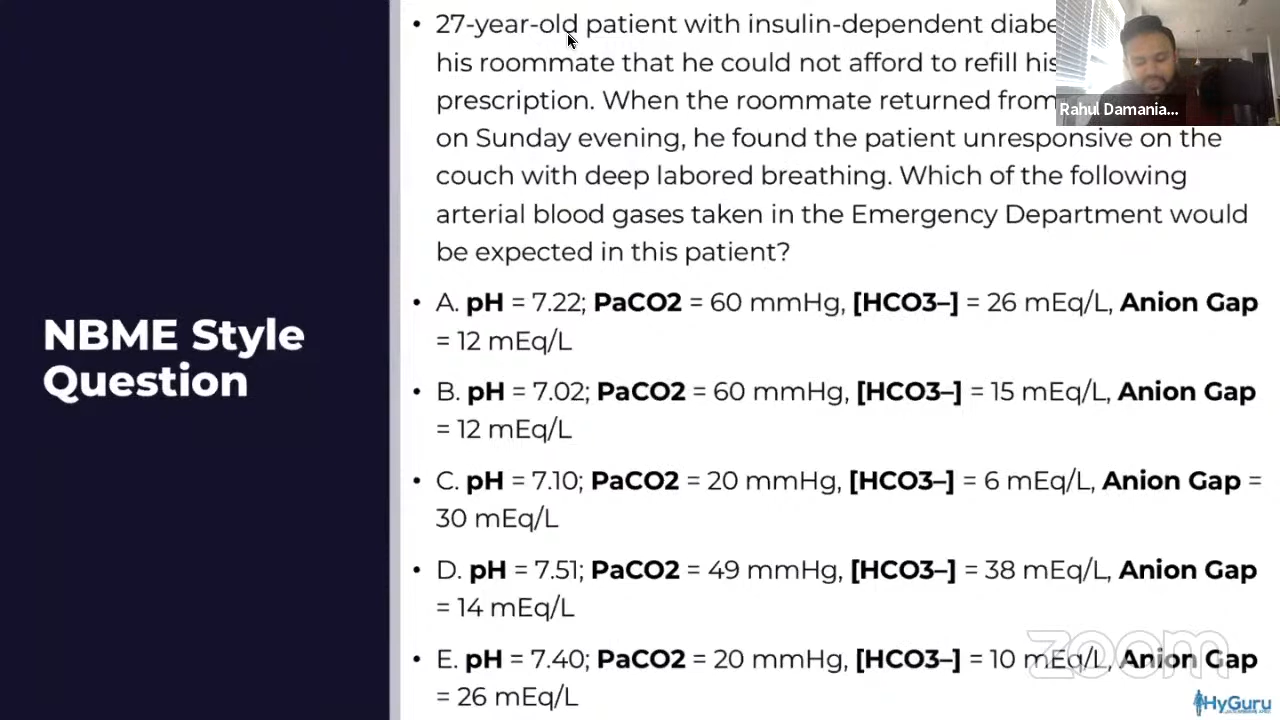 • 27-year-old patient with insulin-dependent
his roommate that he could not afford to refill his
prescription. When the roommate returned from
on Sunday evening, he found the patient unresponsive on the
couch with deep labored breathing. Which of the following
arterial blood gases taken in the Emergency Department would
be expected in this patient?
• A. pH = 7.22; PaCO2 = 60 mmHg, [HCO3–] = 26 mEq/L, Anion Gap
= 12 mEq/L
• B. pH = 7.02; PaCO2 = 60 mmHg, [HCO3–] = 15 mEq/L, Anion Gap
= 12 mEq/L
• C. pH = 7.10; PaCO2 = 20 mmHg, [HCO3–] = 6 mEq/L, Anion Gap =
30 mEq/L
• D. pH = 7.51; PaCO2 = 49 mmHg, [HCO3–] = 38 mEq/L, Anion Gap
= 14 mEq/L
• E. pH = 7.40; PaCO2 = 20 mmHg, [HCO3–] = 10 mEq/L, Anion Gap
= 26 mEq/L
NBME Style
Question
Rahul Damania...
zoom
HyGuru